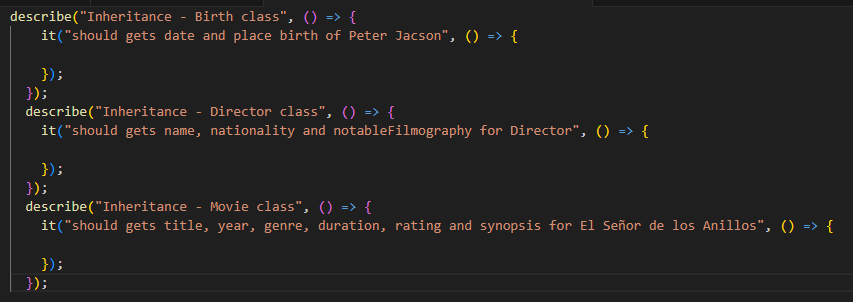 describe("Inheritance - Birth class", () => {
it("should gets date and place birth of Peter Jacson", () => {
});
});
describe("Inheritance - Director class", () => {
it("should gets name, nationality and notableFilmography for Director", () => {
});
});
describe("Inheritance - Movie class", () => {
it("should gets title, year, genre, duration, rating and synopsis for El Señor de los Anillos", () => {
});
});